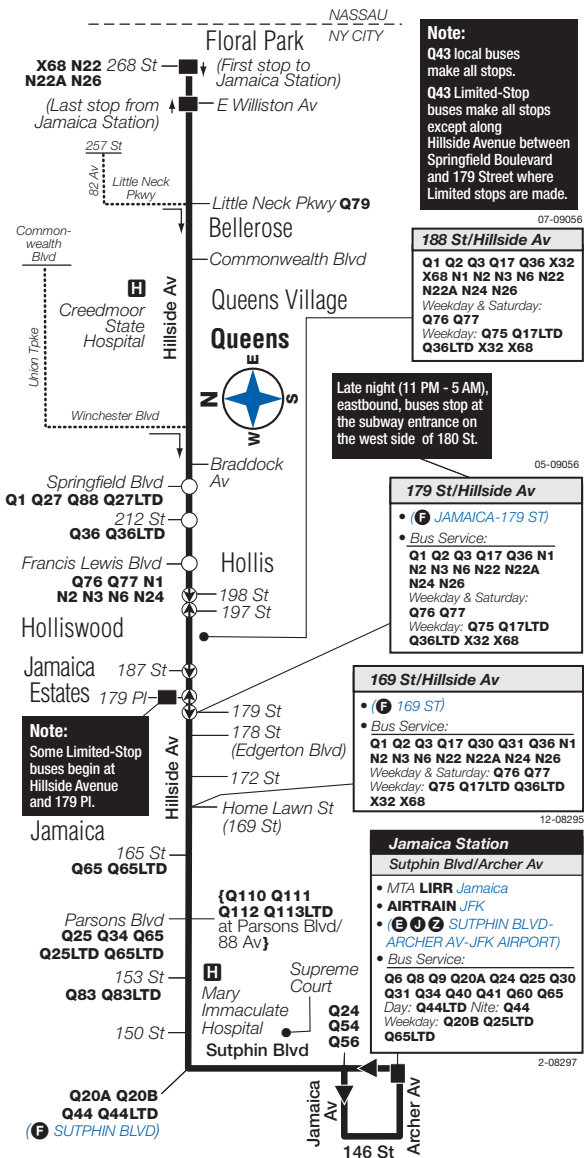 NASSAU
NY CITY
Floral Park
X68 N22 268 St
N22A N26
(First stop to
Jamaica Station)
(Last stop from
Jamaica Station)
E Williston Av
Note:
Q43 local buses
make all stops.
Q43 Limited-Stop
buses make all stops
except along
Hillside Avenue between
Springfield Boulevard
and 179 Street where
Limited stops are made.
07-09056
257 St
82 Av
Little Neck
Pkwy
Little Neck Pkwy Q79
Bellerose
Common-
wealth
Blvd
Commonwealth Blvd
H
Creedmoor
State
Hospital
Hillside Av
Union Tpke
Queens Village
Queens
N
E
S
W
Winchester Blvd
188 St/Hillside Av
Q1 Q2 Q3 Q17 Q36 X32
X68 N1 N2 N3 N6 N22
N22A N24 N26
Weekday & Saturday:
Q76 Q77
Weekday: Q75 Q17LTD
Q36LTD X32 X68
Late night (11 PM - 5 AM),
eastbound, buses stop at
the subway entrance on
the west side of 180 St.
05-09056
Braddock
Av
Springfield Blvd
Q1 Q27 Q88 Q27LTD
212 St
Q36 Q36LTD
Francis Lewis Blvd
Q76 Q77 N1
N2 N3 N6 N24
Hollis
198 St
197 St
Holliswood
179 St/Hillside Av
• (F JAMAICA-179 ST)
• Bus Service:
Q1 Q2 Q3 Q17 Q36 N1
N2 N3 N6 N22 N22A
N24 N26
Weekday & Saturday:
Q76 Q77
Weekday: Q75 Q17LTD
Q36LTD X32 X68
Jamaica
Estates
187 St
179 Pl
179 St
178 St
(Edgerton Blvd)
Note:
Some Limited-Stop
buses begin at
Hillside Avenue
and 179 Pl.
Hillside Av
172 St
Home Lawn St
(169 St)
169 St/Hillside Av
• (F 169 ST)
• Bus Service:
Q1 Q2 Q3 Q17 Q30 Q31 Q36 N1
N2 N3 N6 N22 N22A N24 N26
Weekday & Saturday: Q76 Q77
Weekday: Q75 Q17LTD Q36LTD
X32 X68
12-08295
Jamaica
165 St
Q65 Q65LTD
Parsons Blvd
Q25 Q34 Q65
Q25LTD Q65LTD
{Q110 Q111
Q112 Q113LTD
at Parsons Blvd/
88 Av}
153 St
Q83 Q83LTD
H
Mary
Immaculate
Hospital
Supreme
Court
150 St
Sutphin Blvd
Q24
Q54
Q56
Jamaica Station
Sutphin Blvd/Archer Av
• MTA LIRR Jamaica
• AIRTRAIN JFK
• (E J Z SUTPHIN BLVD-
ARCHER AV-JFK AIRPORT)
• Bus Service:
Q6 Q8 Q9 Q20A Q24 Q25 Q30
Q31 Q34 Q40 Q41 Q60 Q65
Day: Q44LTD Nite: Q44
Weekday: Q20B Q25LTD
Q65LTD
2-08297
Q20A Q20B
Q44 Q44LTD
(F SUTPHIN BLVD)
Jamaica
Av
Archer Av
146 St